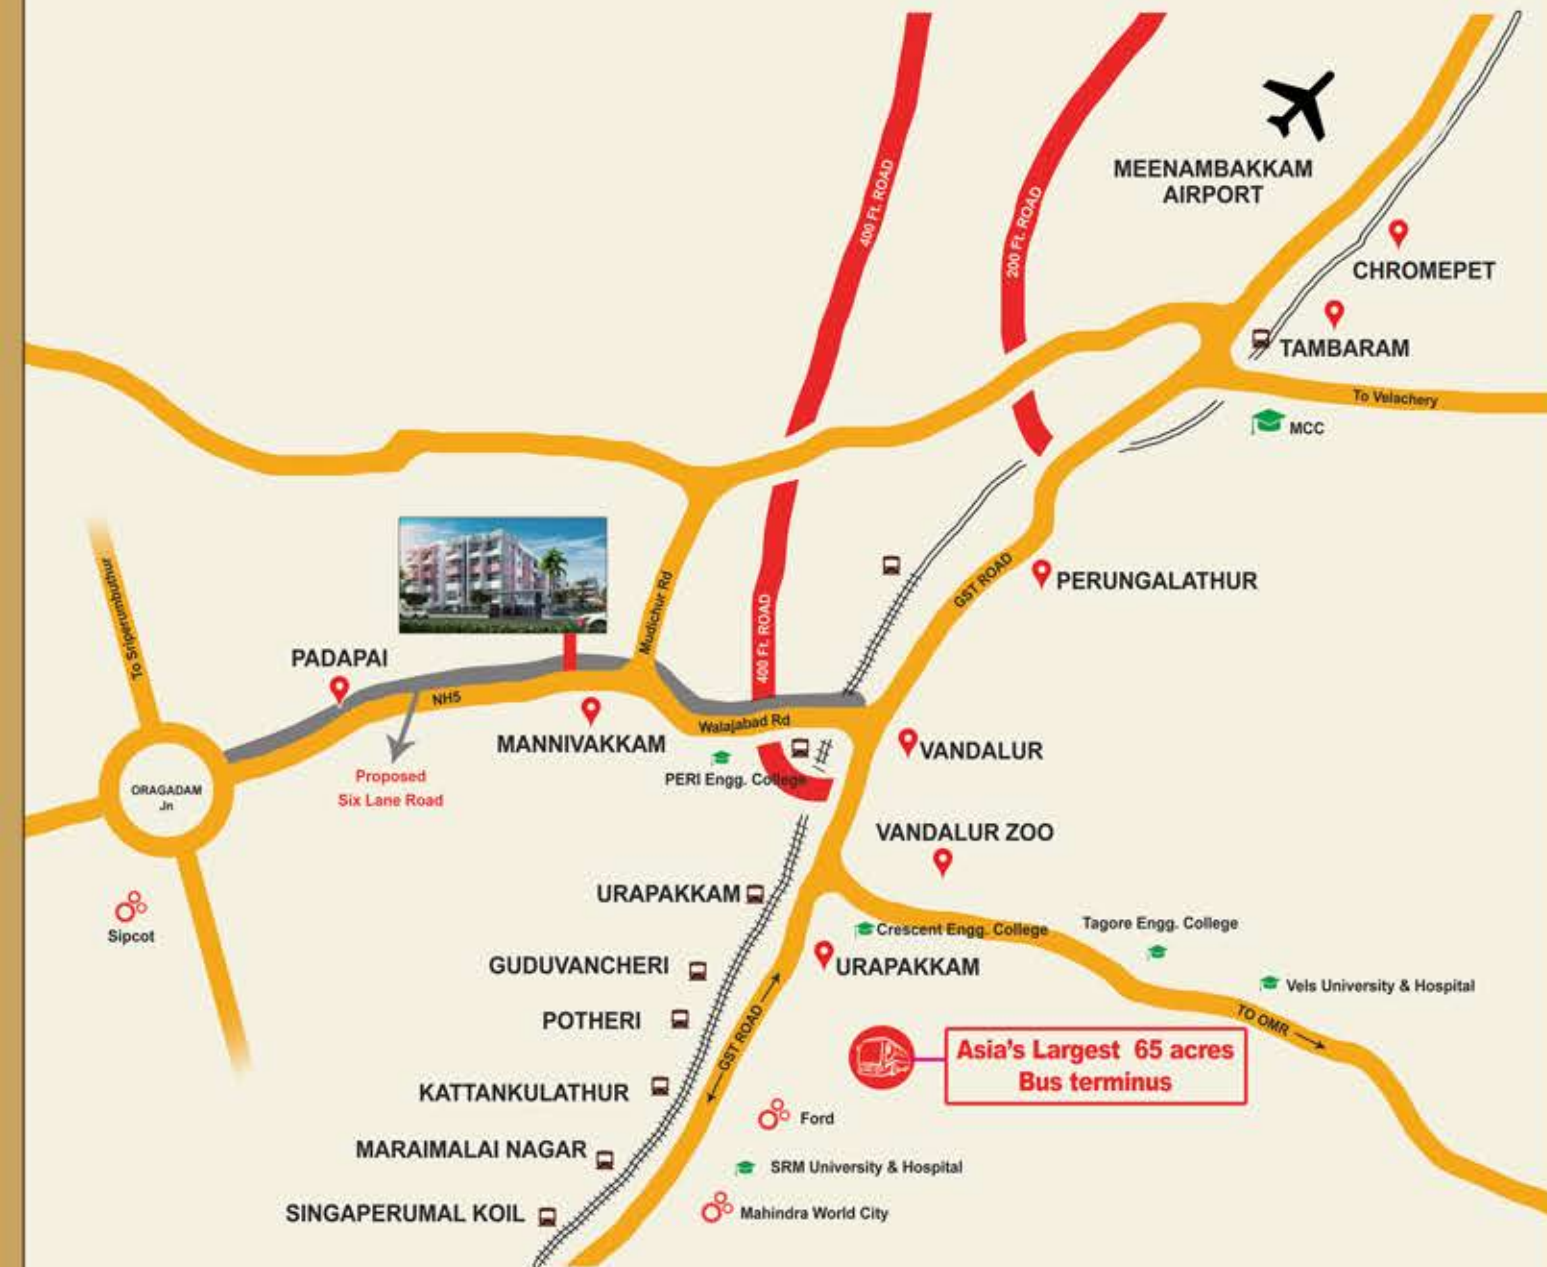 400 Ft. ROAD
200 Ft. ROAD
MEENAMBAKKAM
AIRPORT
CHROMEPET
TAMBARAM
To Velachery
MCC
To Sriperumbuthur
Mudichur Rd
400 Ft. ROAD
GST ROAD
PERUNGALATHUR
PADAPAI
NH5
MANNIVAKKAM
Walajabad Rd
VANDALUR
PERI Engg. College
Proposed
Six Lane Road
ORAGADAM
Jn
VANDALUR ZOO
URAPAKKAM
Sipcot
Crescent Engg. College
Tagore Engg. College
GUDUVANCHERI
URAPAKKAM
Vels University & Hospital
POTHERI
GST ROAD
TO OMR
Asia's Largest 65 acres
Bus terminus
KATTANKULATHUR
Ford
MARAIMALAI NAGAR
SRM University & Hospital
SINGAPERUMAL KOIL
Mahindra World City